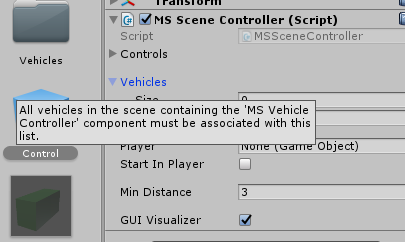 Transform
MS Scene Controller (Script)
Script
MSSceneController
Controls
Vehicles
Vehicles
Size
0
All vehicles in the scene containing the 'MS Vehicle
Controller' component must be associated with this
list.
Control
Player
None (Game Object)
Start In Player
Min Distance
3
GUI Visualizer